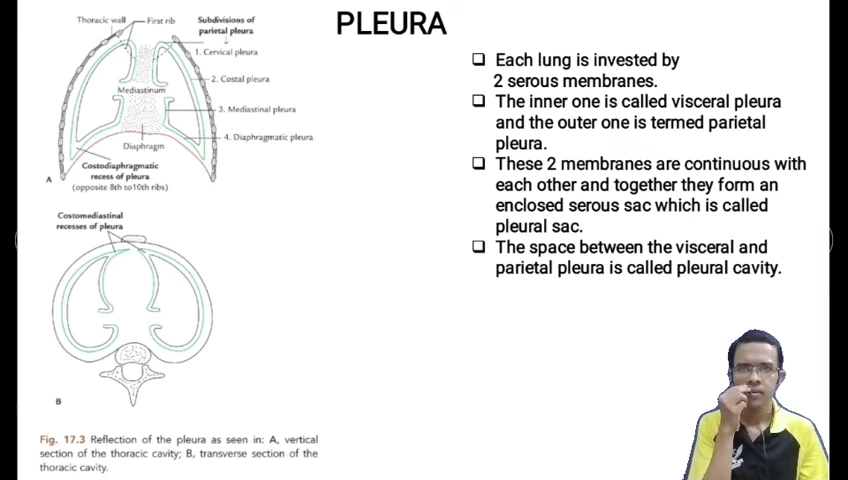 PLEURA
Thoracic wall
First rib
Subdivisions of
parietal pleura
1. Cervical pleura
2. Costal pleura
Mediastinum
3. Mediastinal pleura
4. Diaphragmatic pleura
Diaphragm
Costodiaphragmatic
recess of pleura
(opposite 8th to10th ribs)
A
Costomediastinal
recesses of pleura
B
Fig. 17.3 Reflection of the pleura as seen in: A, vertical
section of the thoracic cavity; B, transverse section of the
thoracic cavity.
❑ Each lung is invested by
2 serous membranes.
❑ The inner one is called visceral pleura
and the outer one is termed parietal
pleura.
❑ These 2 membranes are continuous with
each other and together they form an
enclosed serous sac which is called
pleural sac.
❑ The space between the visceral and
parietal pleura is called pleural cavity.